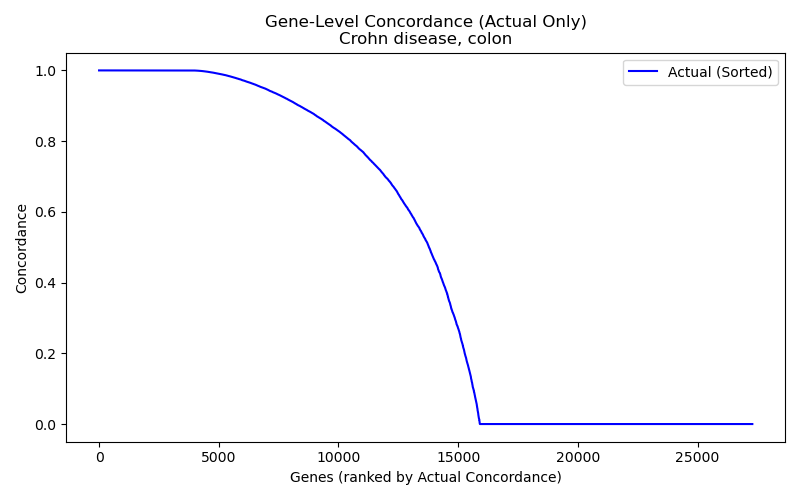 Gene-Level Concordance (Actual Only)
Crohn disease, colon
Actual (Sorted)
Concordance
1.0
0.8
0.6
0.4
0.2
0.0
0 5000 10000 15000 20000 25000
Genes (ranked by Actual Concordance)